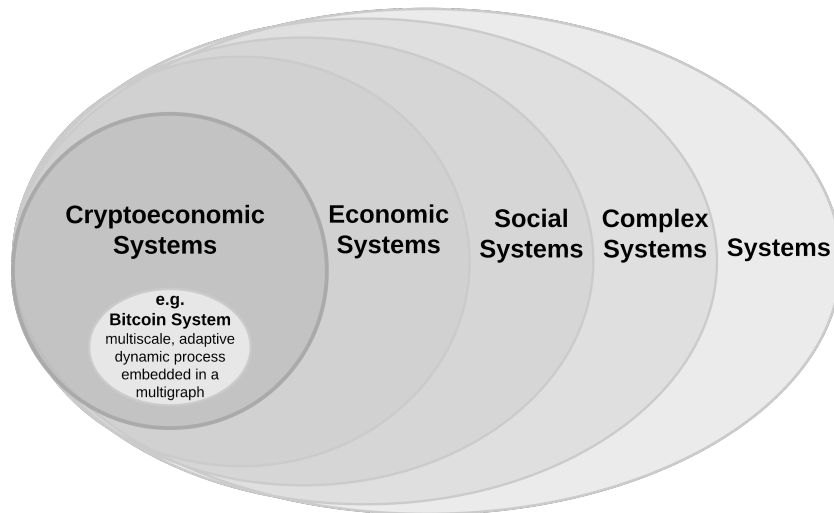 Cryptoeconomic
Systems
e.g.
Bitcoin System
multiscale, adaptive
dynamic process
embedded in a
multigraph
Economic
Systems
Social
Systems
Complex
Systems
Systems